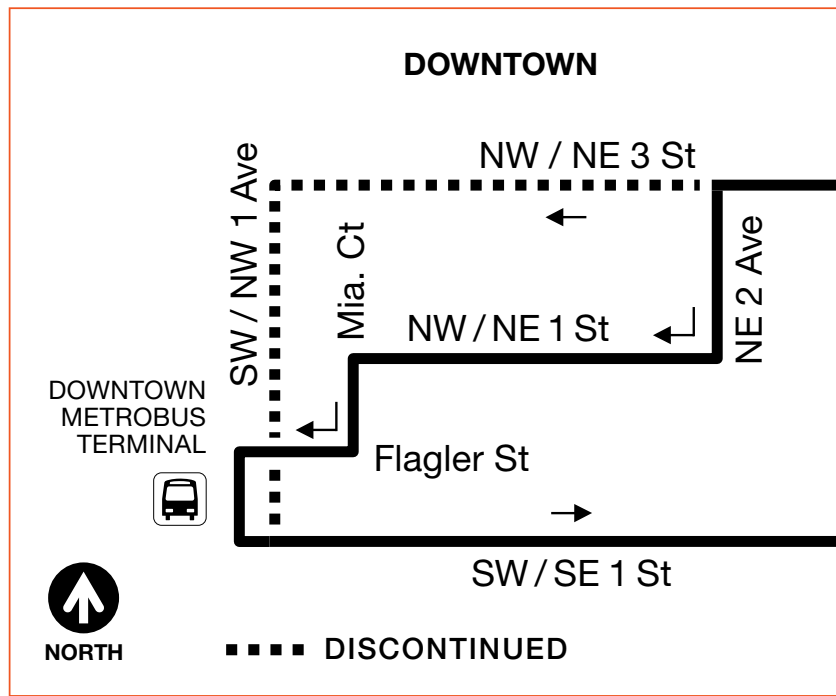 DOWNTOWN
NW / NE 3 St
SW / NW 1 Ave
Mia. Ct
NE 2 Ave
NW / NE 1 St
DOWNTOWN
METROBUS
TERMINAL
Flagler St
SW / SE 1 St
NORTH
DISCONTINUED